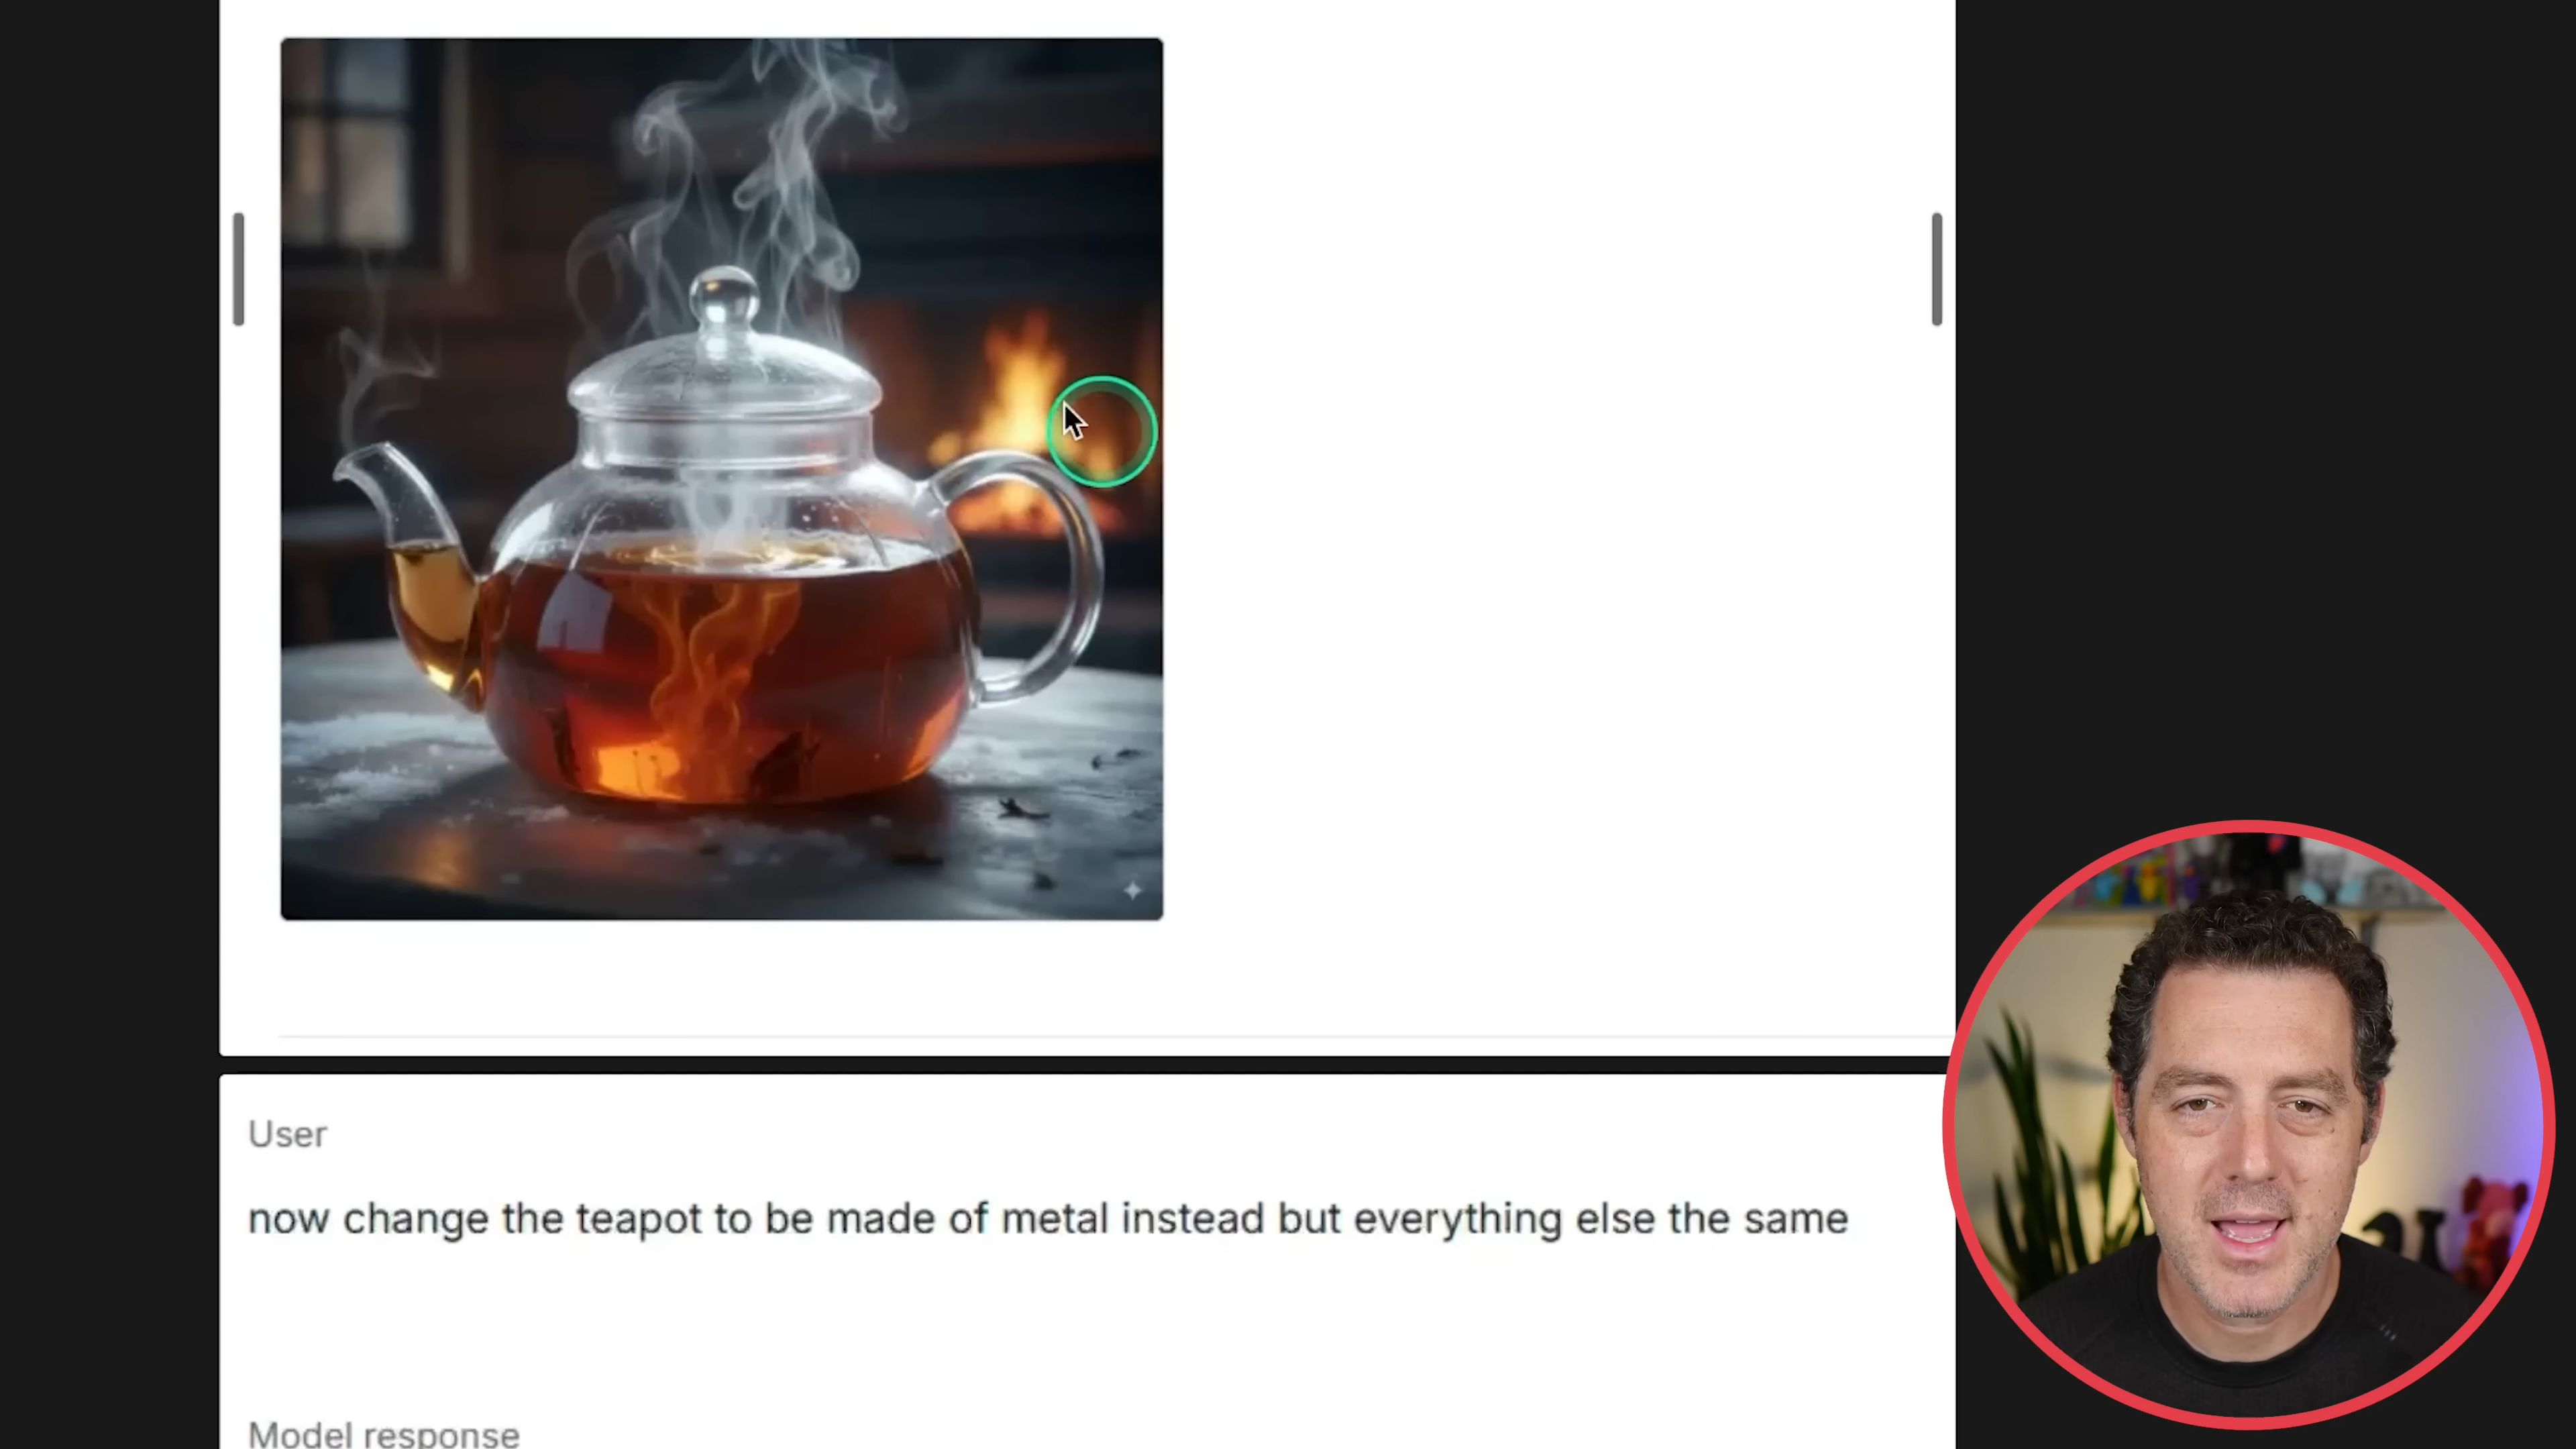 User
now change the teapot to be made of metal instead but everything else the same
Model response